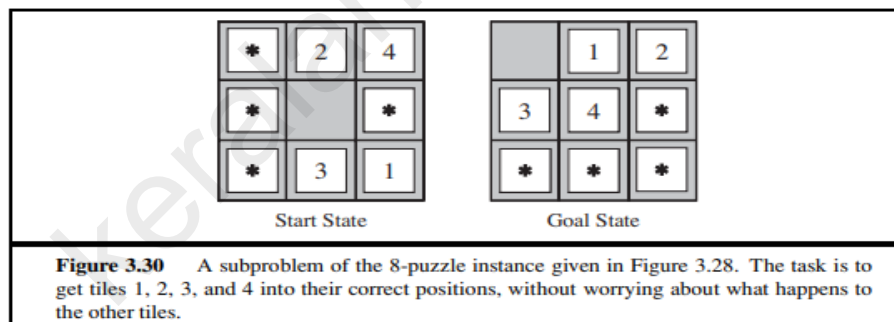 * 2 4
* *
* 3 1
Start State
1 2
3 4 *
* * *
Goal State
Figure 3.30 A subproblem of the 8-puzzle instance given in Figure 3.28. The task is to
get tiles 1, 2, 3, and 4 into their correct positions, without worrying about what happens to
the other tiles.